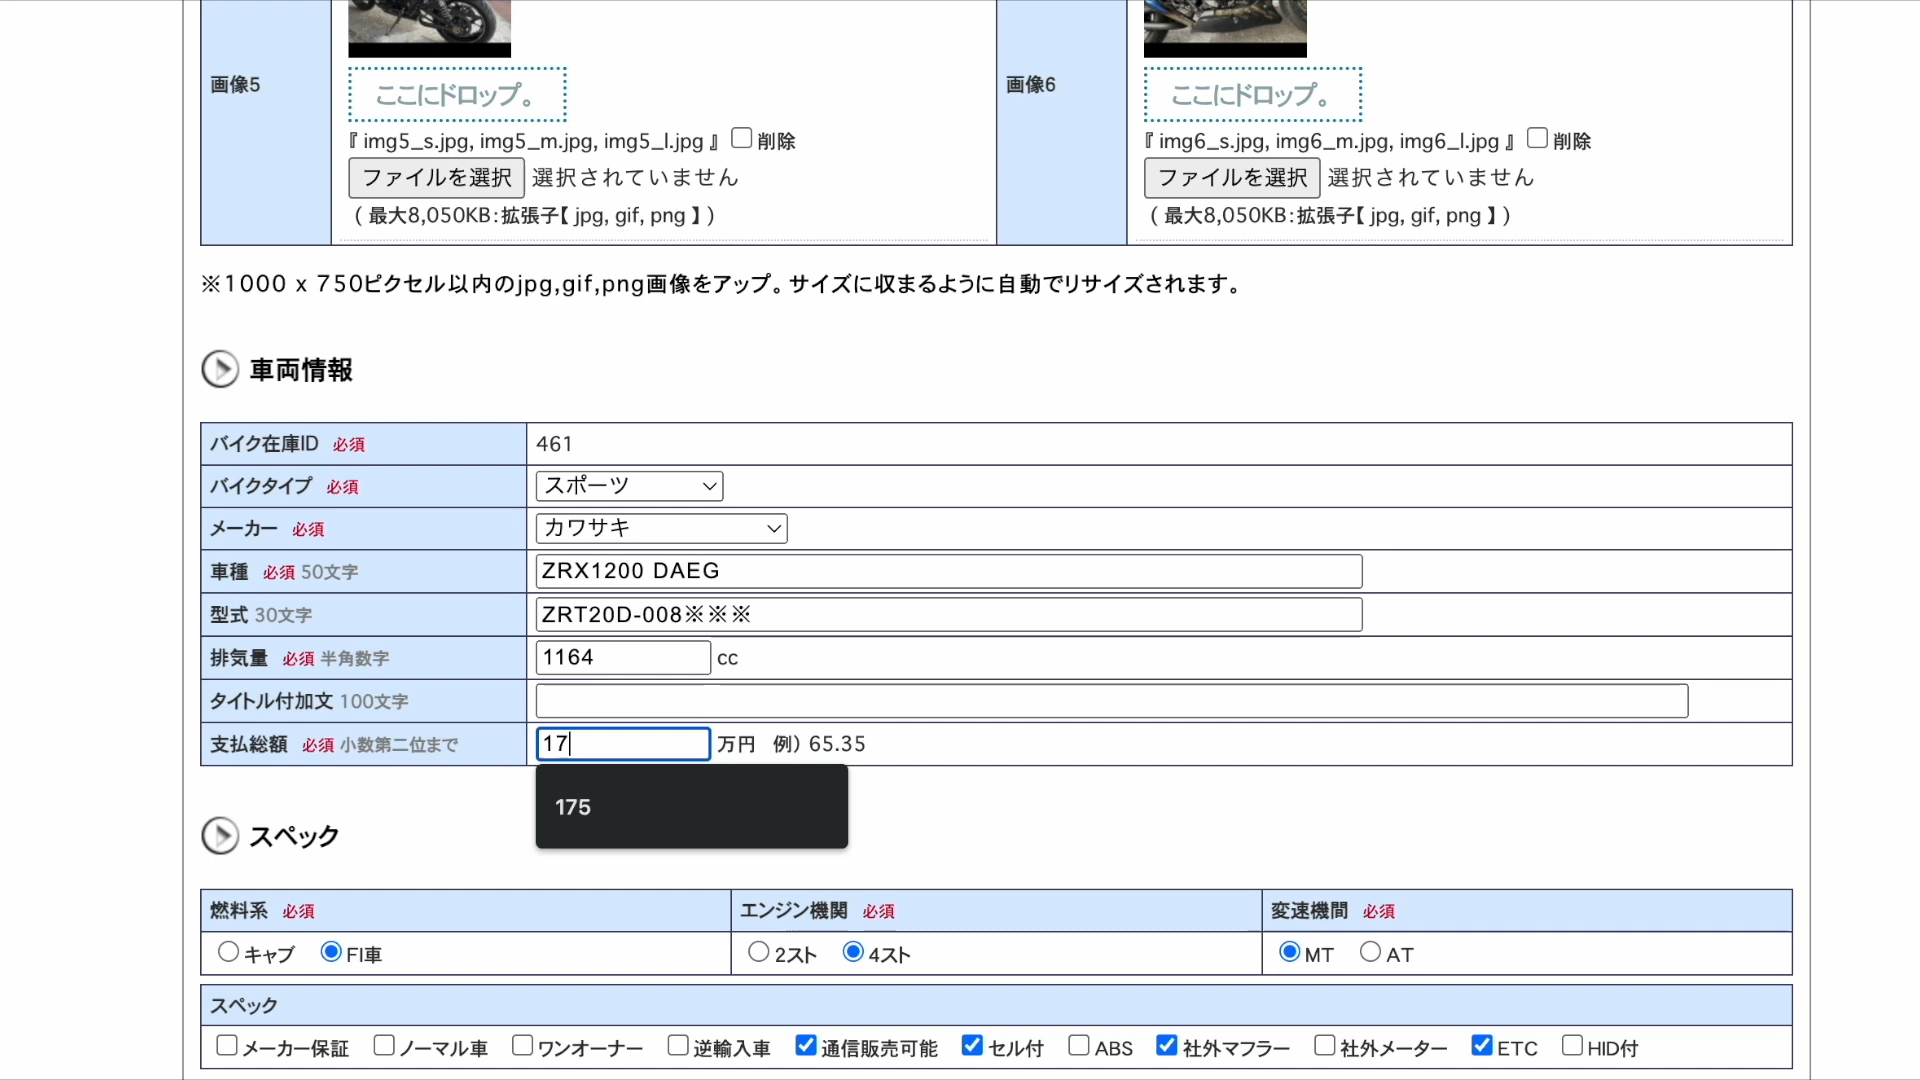 画像5
ここにドロップ。
『 img5_s.jpg, img5_m.jpg, img5_l.jpg 』 削除
ファイルを選択 選択されていません
( 最大8,050KB:拡張子【 jpg, gif, png 】 )
画像6
ここにドロップ。
『 img6_s.jpg, img6_m.jpg, img6_l.jpg 』 削除
ファイルを選択 選択されていません
( 最大8,050KB:拡張子【 jpg, gif, png 】 )
※1000 x 750ピクセル以内のjpg,gif,png画像をアップ。サイズに収まるように自動でリサイズされます。
車両情報
バイク在庫ID 必須 461
バイクタイプ 必須 スポーツ
メーカー 必須 カワサキ
車種 必須 50文字 ZRX1200 DAEG
型式 30文字 ZRT20D-008※※※
排気量 必須 半角数字 1164 cc
タイトル付加文 100文字
支払総額 必須 小数第二位まで 17 万円 例) 65.35
175
スペック
燃料系 必須 エンジン機関 必須 変速機間 必須
キャブ FI車 2スト 4スト MT AT
スペック
メーカー保証 ノーマル車 ワンオーナー 逆輸入車 通信販売可能 セル付 ABS 社外マフラー 社外メーター ETC HID付